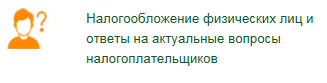 Налогообложение физических лиц и
ответы на актуальные вопросы
налогоплательщиков